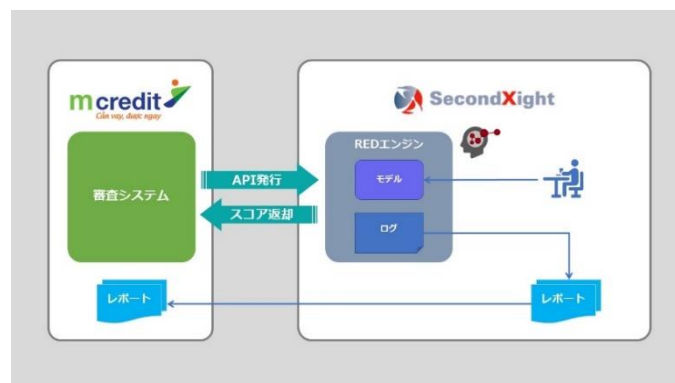 mcredit
Cần vay, được ngay
審査システム
レポート
API発行
スコア返却
SecondXight
REDエンジン
モデル
ログ
レポート